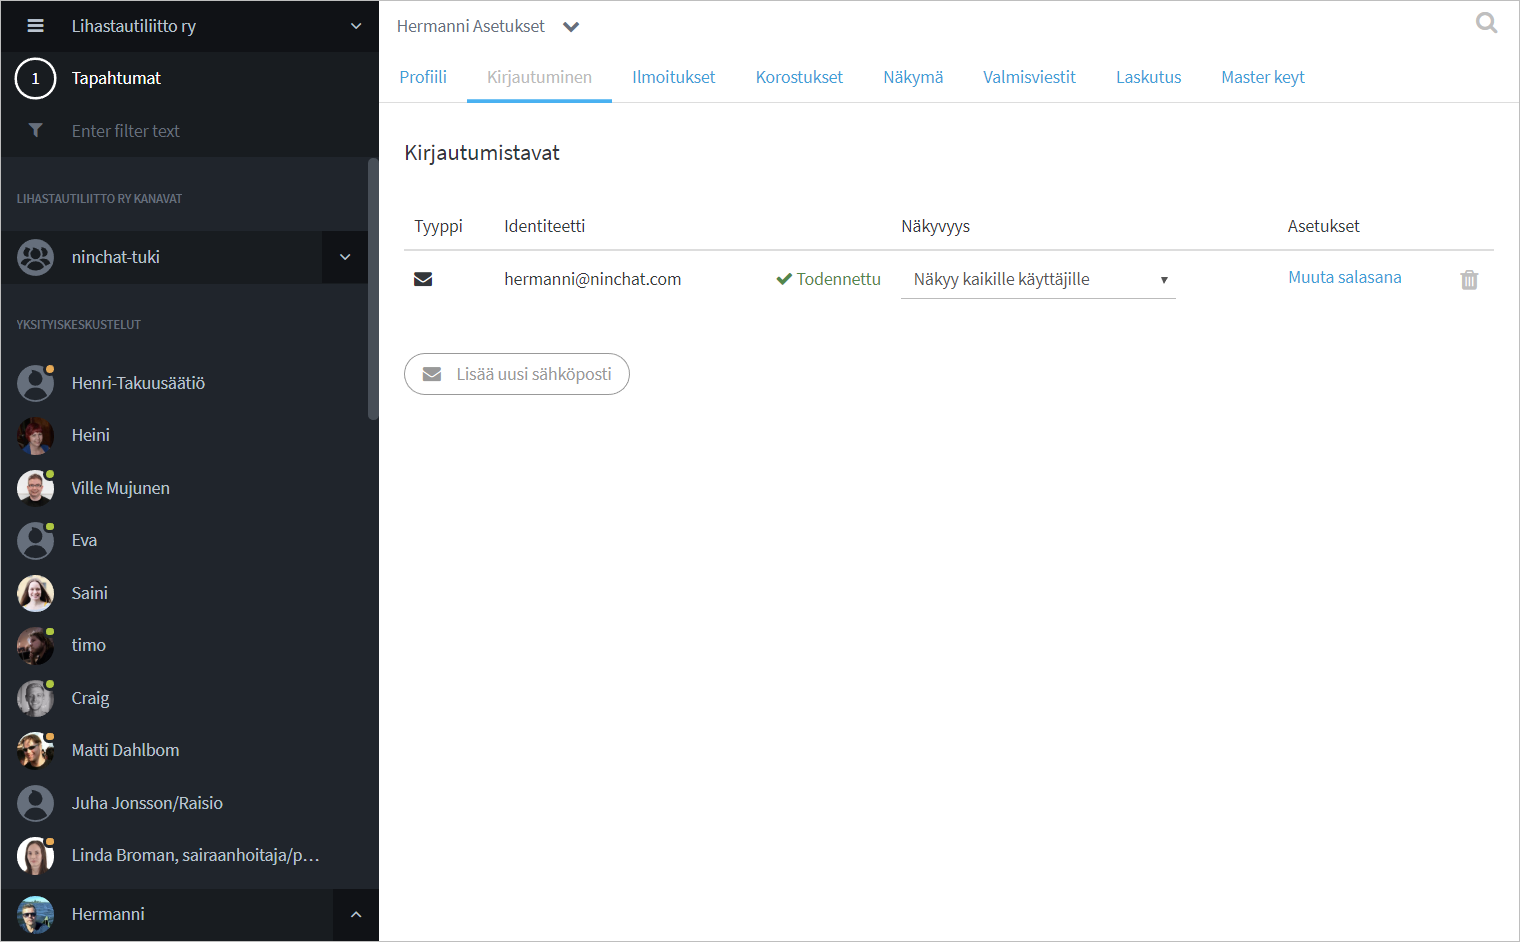 Lihastautiliitto ry
1 Tapahtumat
Enter filter text
LIHASTAUTILIITTO RY KANAVAT
ninchat-tuki
YKSITYISKESKUSTELUT
Henri-Takuusäätiö
Heini
Ville Mujunen
Eva
Saini
timo
Craig
Matti Dahlbom
Juha Jonsson/Raisio
Linda Broman, sairaanhoitaja/p…
Hermanni
Hermanni Asetukset
Profiili Kirjautuminen Ilmoitukset Korostukset Näkymä Valmisviestit Laskutus Master keyt
Kirjautumistavat
Tyyppi Identiteetti Näkyvyys Asetukset
hermanni@ninchat.com Todennettu Näkyy kaikille käyttäjille Muuta salasana
Lisää uusi sähköposti